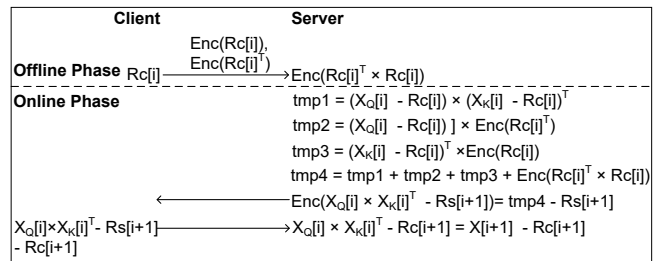 Client Server
Enc(Rc[i]),
Offline Phase Rc[i] Enc(Rc[i]ᵀ) Enc(Rc[i]ᵀ × Rc[i])
Online Phase tmp1 = (X_Q[i] - Rc[i]) × (X_K[i] - Rc[i])ᵀ
tmp2 = (X_Q[i] - Rc[i]) ] × Enc(Rc[i]ᵀ)
tmp3 = (X_K[i] - Rc[i])ᵀ ×Enc(Rc[i])
tmp4 = tmp1 + tmp2 + tmp3 + Enc(Rc[i]ᵀ × Rc[i])
Enc(X_Q[i] × X_K[i]ᵀ - Rs[i+1])= tmp4 - Rs[i+1]
X_Q[i]×X_K[i]ᵀ- Rs[i+1] X_Q[i] × X_K[i]ᵀ - Rc[i+1] = X[i+1] - Rc[i+1]
- Rc[i+1]